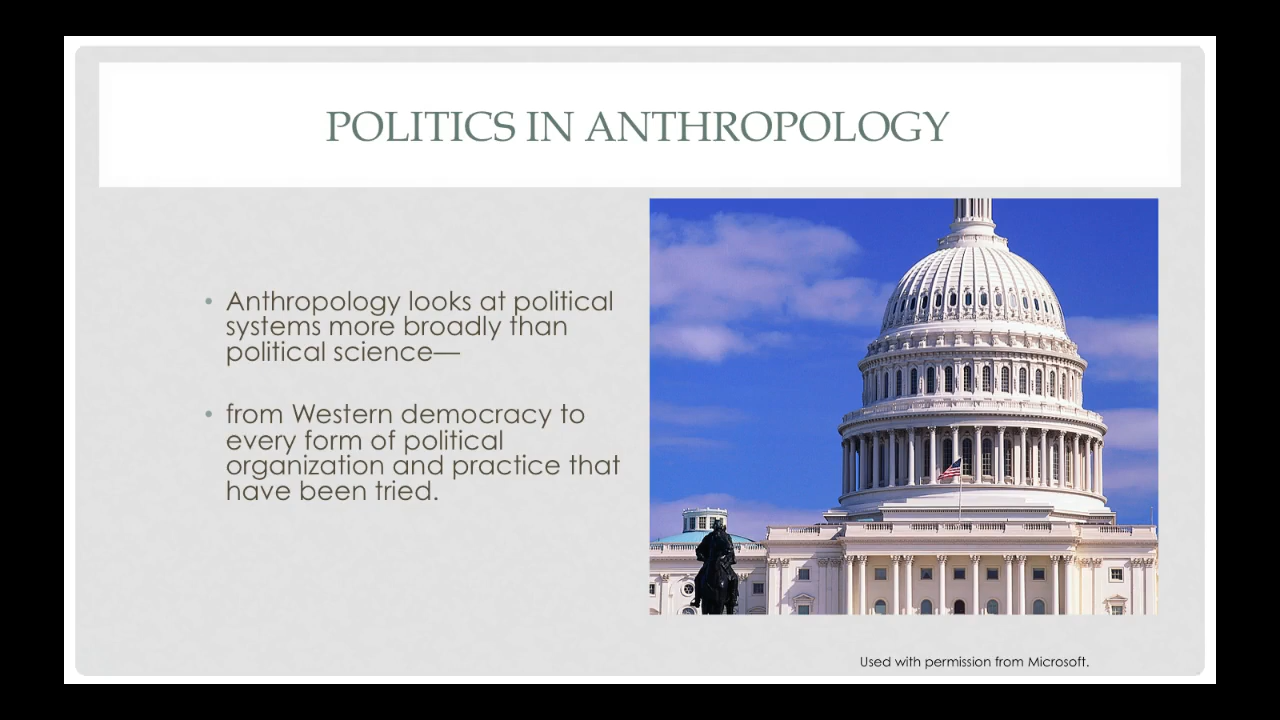 POLITICS IN ANTHROPOLOGY
• Anthropology looks at political
systems more broadly than
political science—
• from Western democracy to
every form of political
organization and practice that
have been tried.
Used with permission from Microsoft.